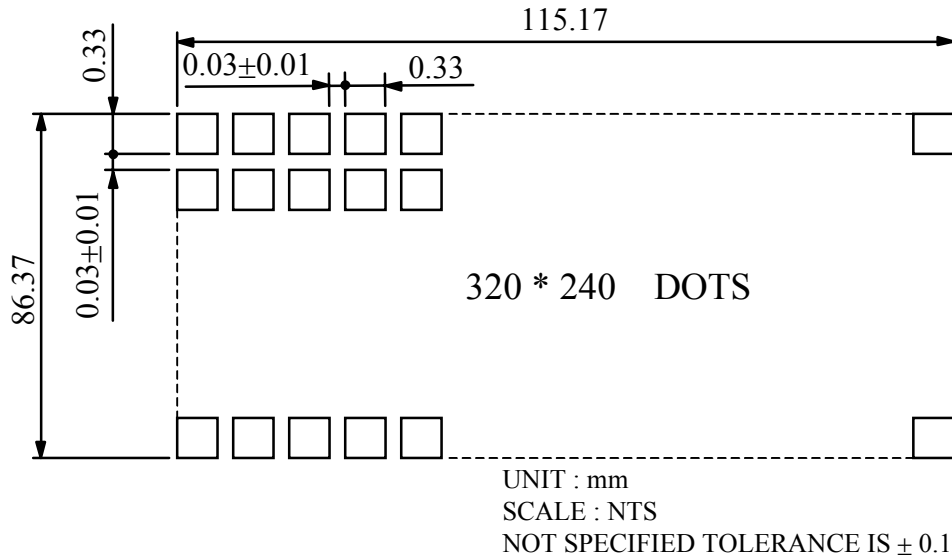 115.17
0.33
0.03±0.01
0.33
0.03±0.01
86.37
320 * 240 DOTS
UNIT : mm
SCALE : NTS
NOT SPECIFIED TOLERANCE IS ± 0.1